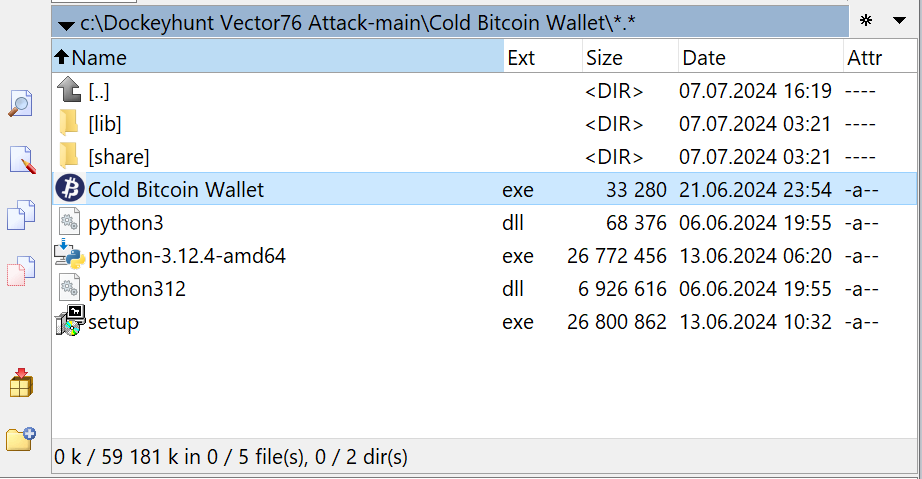 c:\Dockeyhunt Vector76 Attack-main\Cold Bitcoin Wallet\*.* *
Name Ext Size Date Attr
[..] <DIR> 07.07.2024 16:19 ----
[lib] <DIR> 07.07.2024 03:21 ----
[share] <DIR> 07.07.2024 03:21 ----
Cold Bitcoin Wallet exe 33 280 21.06.2024 23:54 -a--
python3 dll 68 376 06.06.2024 19:55 -a--
python-3.12.4-amd64 exe 26 772 456 13.06.2024 06:20 -a--
python312 dll 6 926 616 06.06.2024 19:55 -a--
setup exe 26 800 862 13.06.2024 10:32 -a--
0 k / 59 181 k in 0 / 5 file(s), 0 / 2 dir(s)